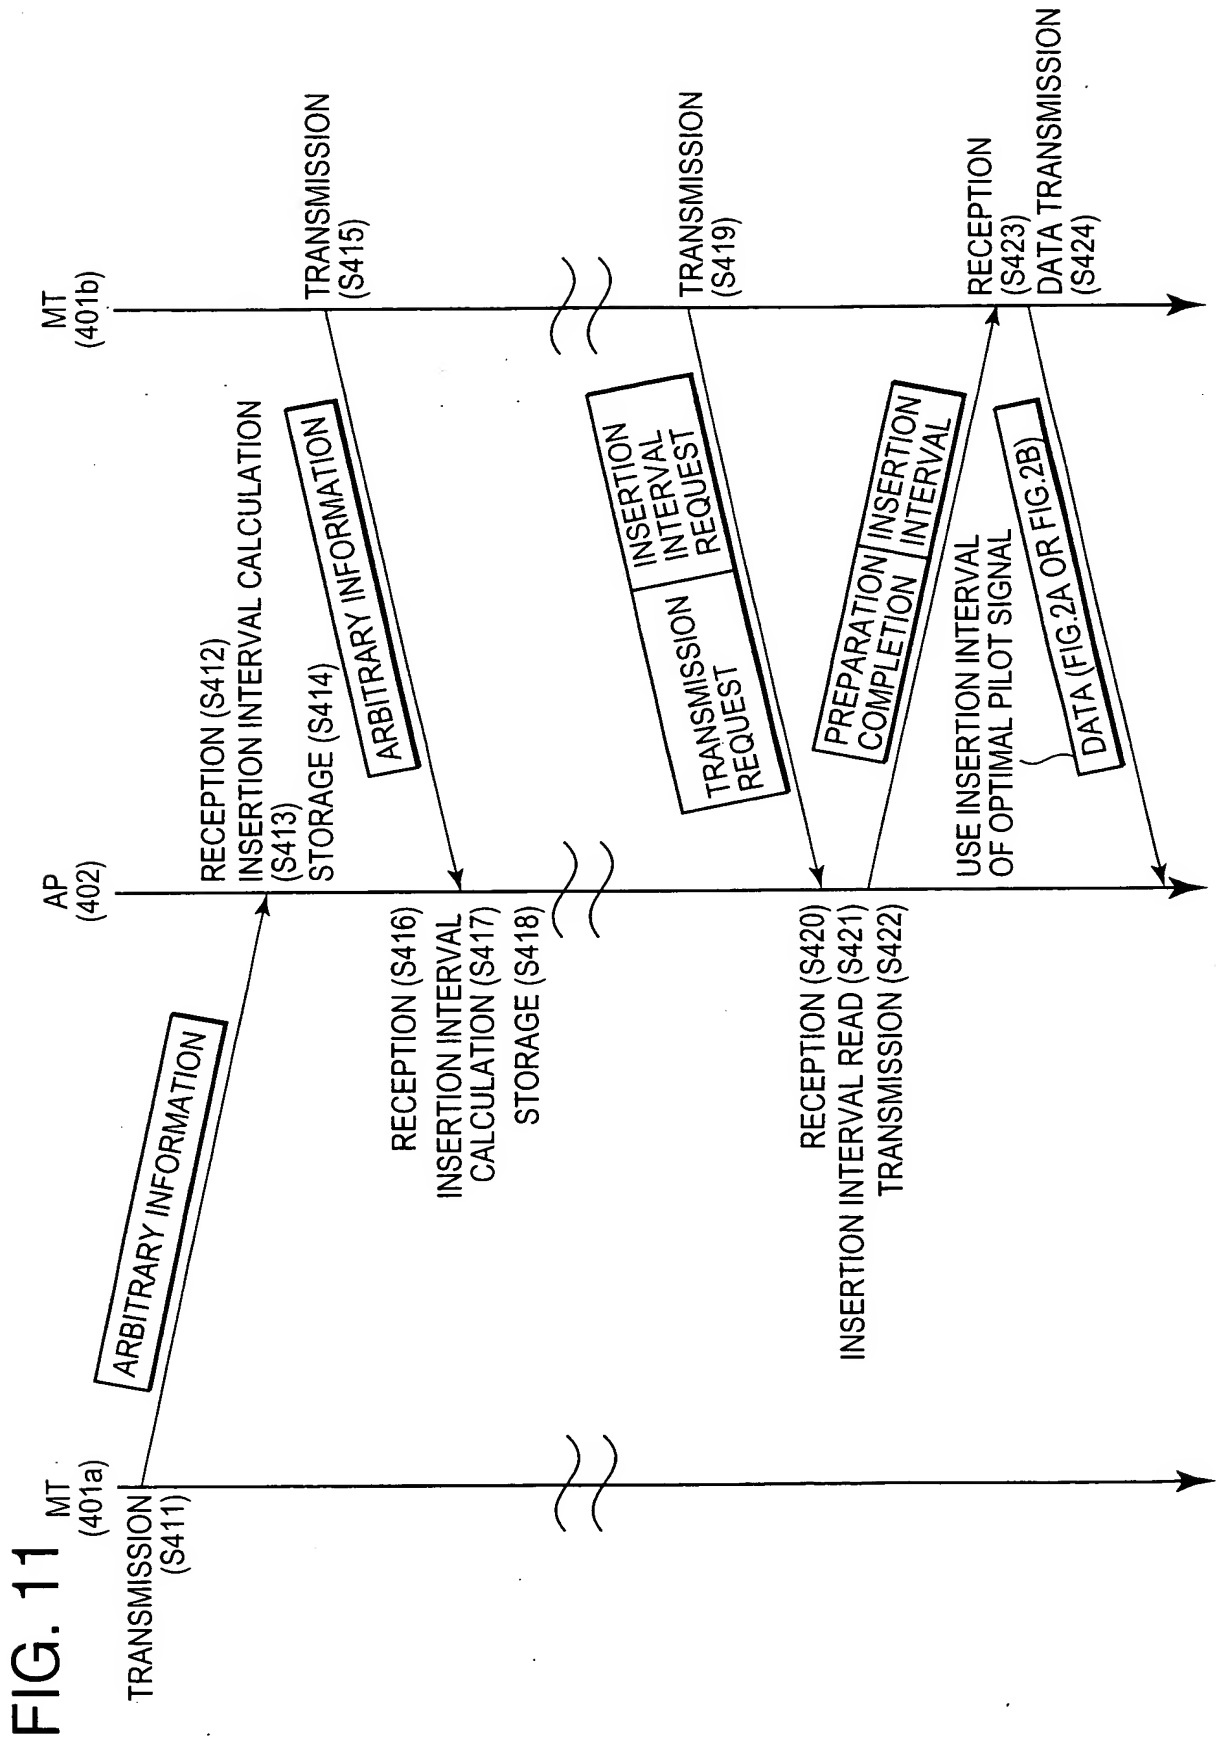 FIG. 11
MT
(401a)
AP
(402)
MT
(401b)
TRANSMISSION
(S411)
ARBITRARY INFORMATION
RECEPTION (S412)
INSERTION INTERVAL CALCULATION
(S413)
STORAGE (S414)
TRANSMISSION
(S415)
ARBITRARY INFORMATION
RECEPTION (S416)
INSERTION INTERVAL
CALCULATION (S417)
STORAGE (S418)
TRANSMISSION
(S419)
TRANSMISSION
REQUEST
INSERTION
INTERVAL
REQUEST
RECEPTION (S420)
INSERTION INTERVAL READ (S421)
TRANSMISSION (S422)
PREPARATION
COMPLETION
INSERTION
INTERVAL
RECEPTION
(S423)
DATA TRANSMISSION
(S424)
USE INSERTION INTERVAL
OF OPTIMAL PILOT SIGNAL
DATA (FIG.2A OR FIG.2B)